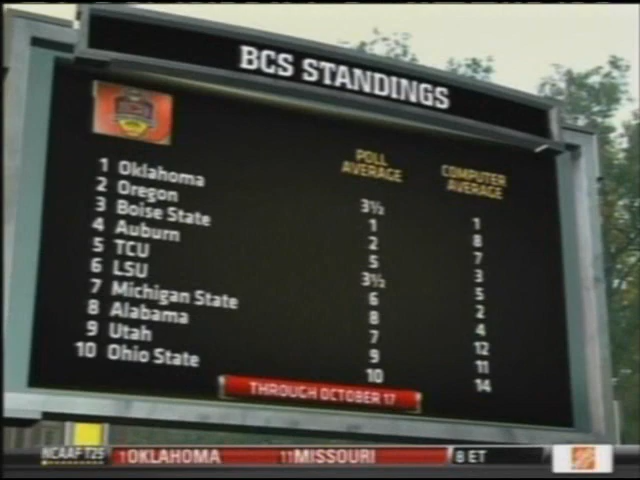 BCS STANDINGS
POLL AVERAGE COMPUTER AVERAGE
1 Oklahoma 3½ 1
2 Oregon 1 8
3 Boise State 2 7
4 Auburn 5 3
5 TCU 3½ 5
6 LSU 6 2
7 Michigan State 8 4
8 Alabama 7 12
9 Utah 9 11
10 Ohio State 10 14
THROUGH OCTOBER 17
NCAAF T25 1 OKLAHOMA 11 MISSOURI 8 ET